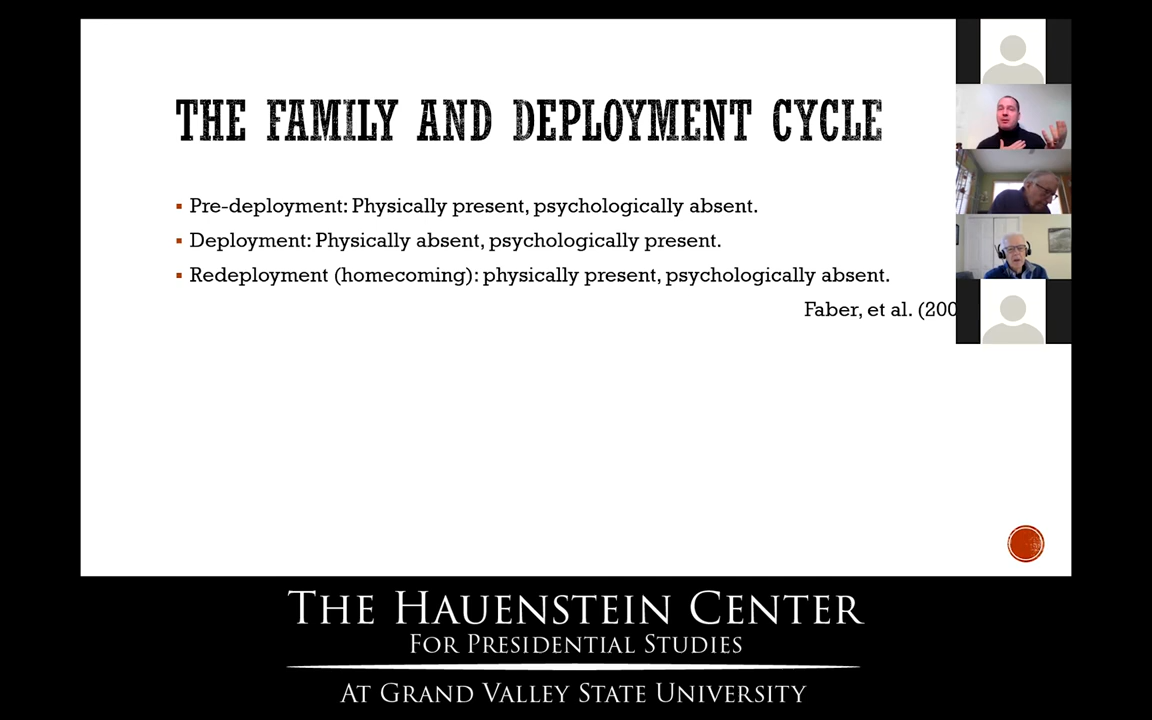 THE FAMILY AND DEPLOYMENT CYCLE
▪ Pre-deployment: Physically present, psychologically absent.
▪ Deployment: Physically absent, psychologically present.
▪ Redeployment (homecoming): physically present, psychologically absent.
Faber, et al. (200
THE HAUENSTEIN CENTER
FOR PRESIDENTIAL STUDIES
AT GRAND VALLEY STATE UNIVERSITY